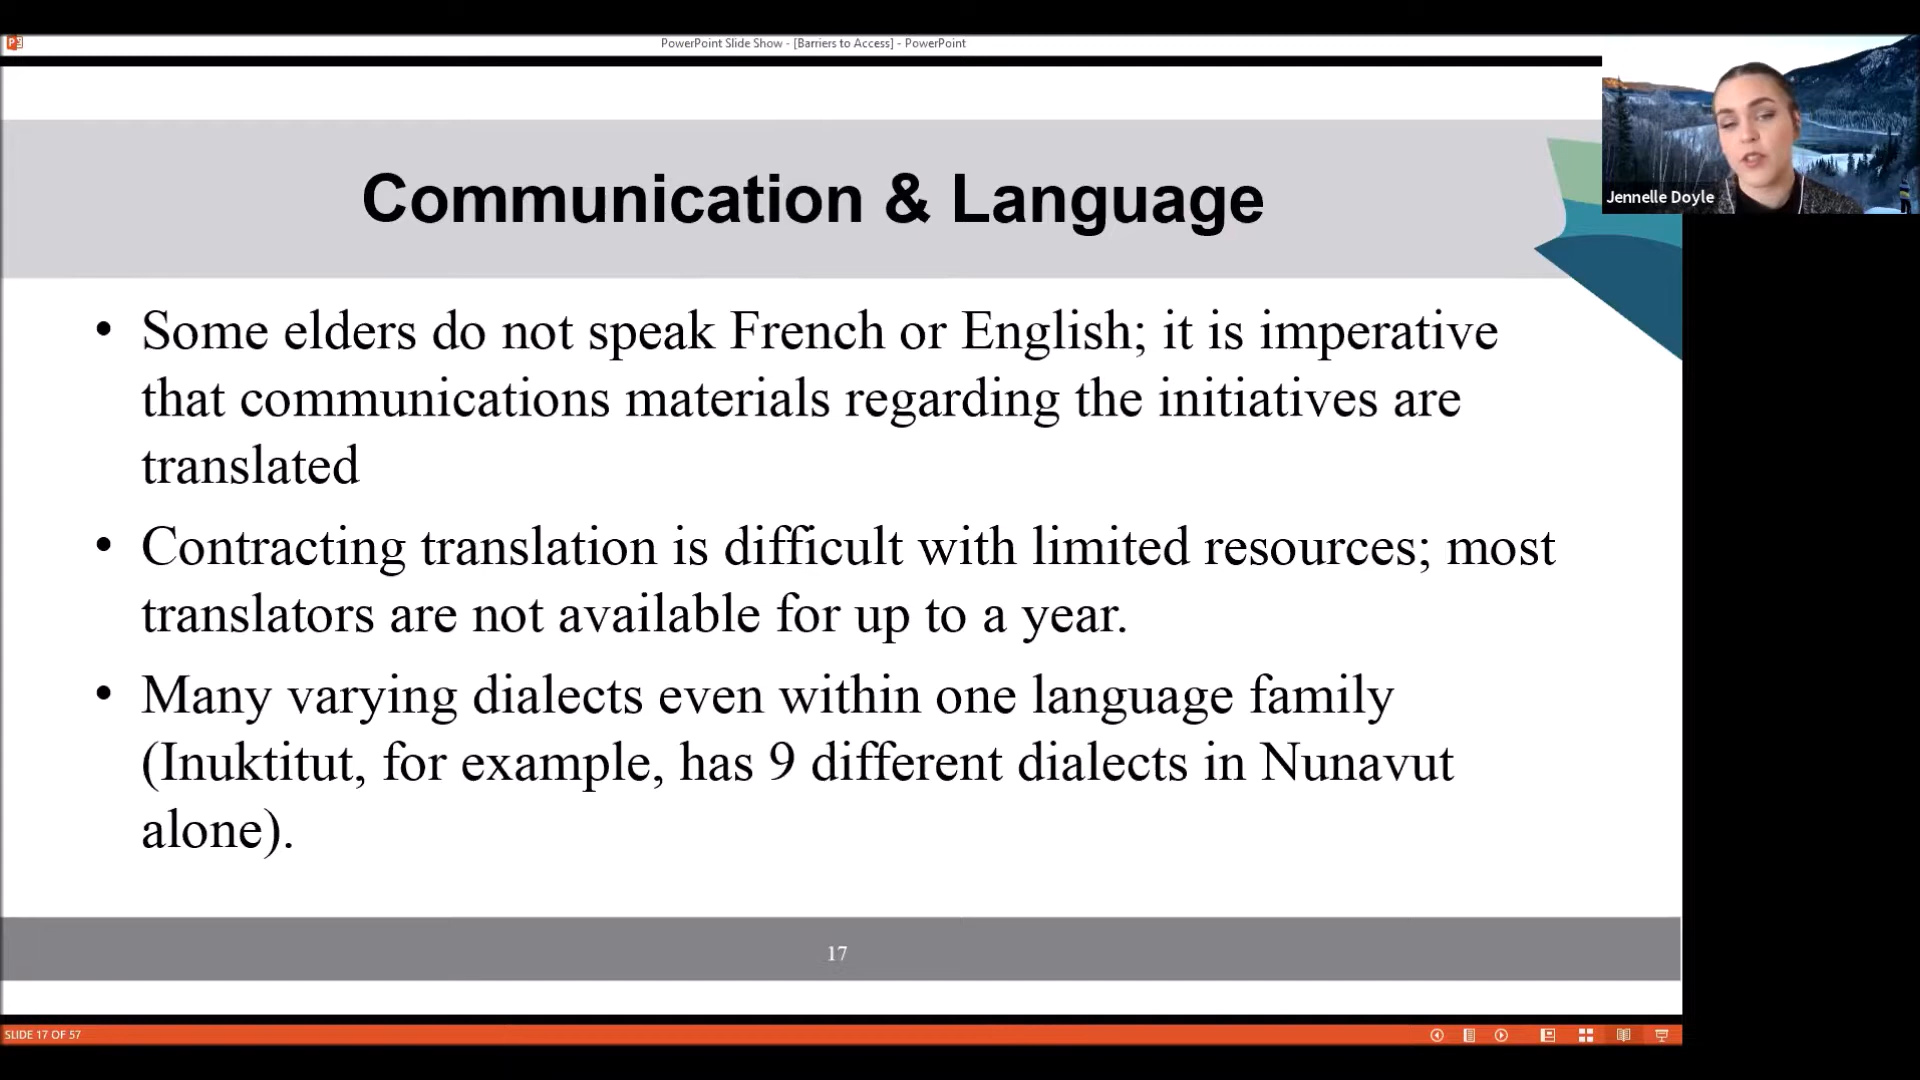 PowerPoint Slide Show - [Barriers to Access] - PowerPoint
Jennelle Doyle
Communication & Language
• Some elders do not speak French or English; it is imperative
that communications materials regarding the initiatives are
translated
• Contracting translation is difficult with limited resources; most
translators are not available for up to a year.
• Many varying dialects even within one language family
(Inuktitut, for example, has 9 different dialects in Nunavut
alone).
17
SLIDE 17 OF 57